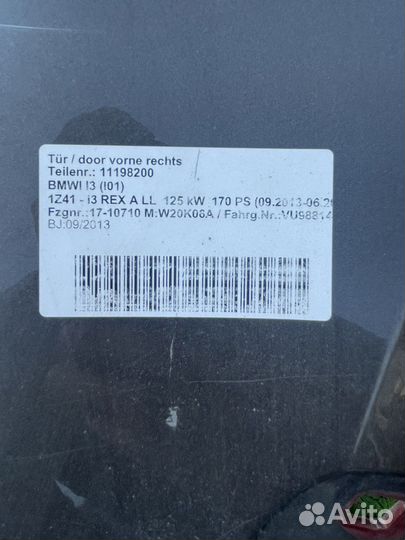 Tür / door vorne rechts
Teilenr.: 11198200
BMWI I3 (I01)
1Z41 - i3 REX A LL 125 kW 170 PS (09.2013-06.20
Fzgnr.:17-10710 M:W20K06A / Fahrg.Nr.:VU98814
BJ:09/2013
Avito